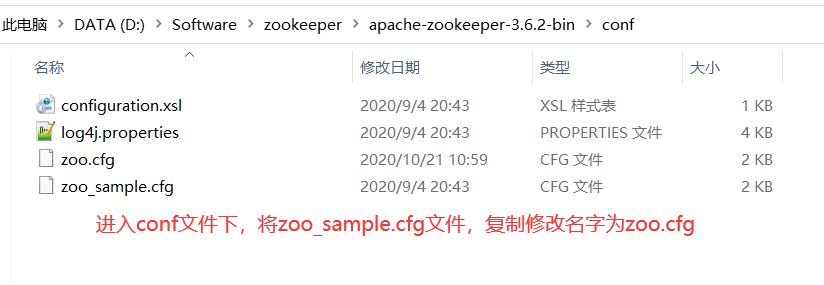 此电脑 > DATA (D:) > Software > zookeeper > apache-zookeeper-3.6.2-bin > conf
名称 修改日期 类型 大小
configuration.xsl 2020/9/4 20:43 XSL 样式表 1 KB
log4j.properties 2020/9/4 20:43 PROPERTIES 文件 4 KB
zoo.cfg 2020/10/21 10:59 CFG 文件 2 KB
zoo_sample.cfg 2020/9/4 20:43 CFG 文件 2 KB
进入conf文件下，将zoo_sample.cfg文件，复制修改名字为zoo.cfg